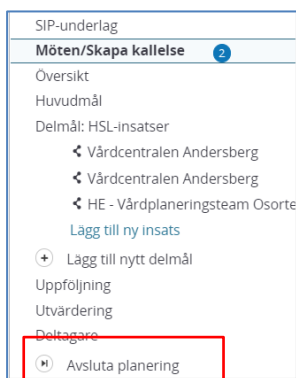 SIP-underlag
Möten/Skapa kallelse 2
Översikt
Huvudmål
Delmål: HSL-insatser
Vårdcentralen Andersberg
Vårdcentralen Andersberg
HE - Vårdplaneringsteam Osorte
Lägg till ny insats
Lägg till nytt delmål
Uppföljning
Utvärdering
Deltagare
Avsluta planering